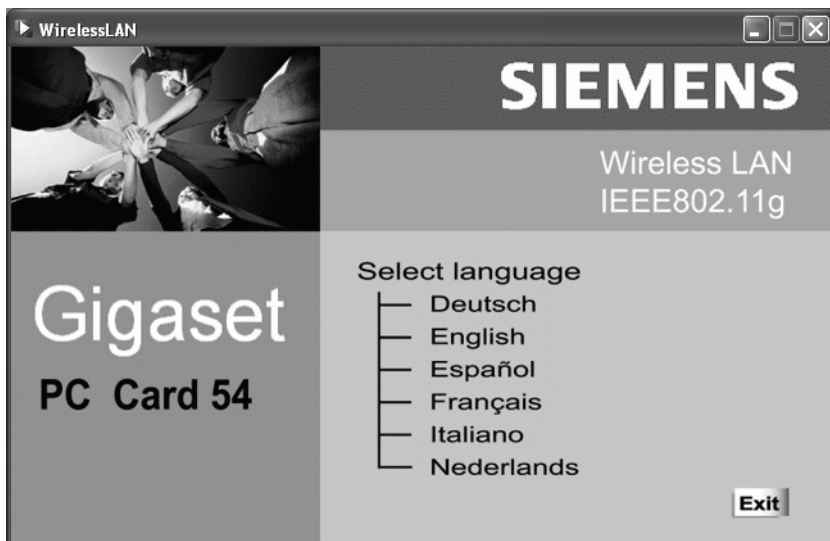 WirelessLAN
SIEMENS
Wireless LAN
IEEE802.11g
Gigaset
PC Card 54
Select language
Deutsch
English
Español
Français
Italiano
Nederlands
Exit